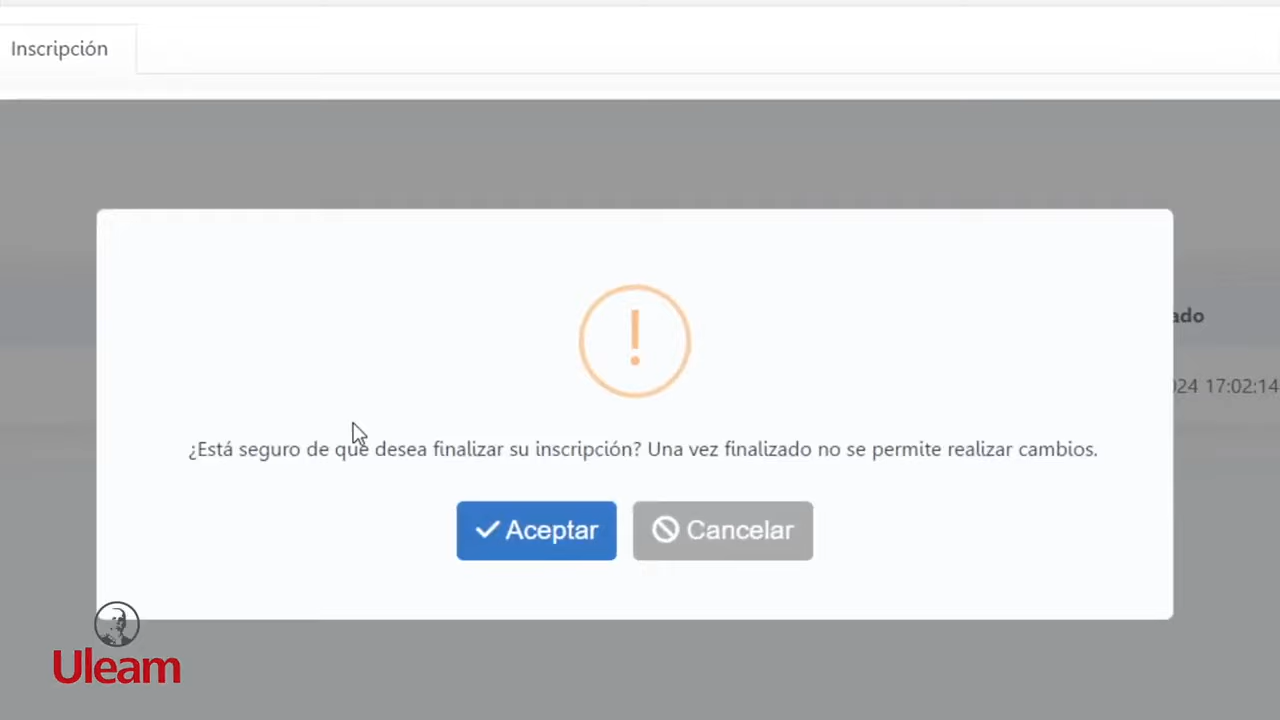 Inscripción
ado
024 17:02:14
¿Está seguro de que desea finalizar su inscripción? Una vez finalizado no se permite realizar cambios.
Aceptar
Cancelar
Uleam